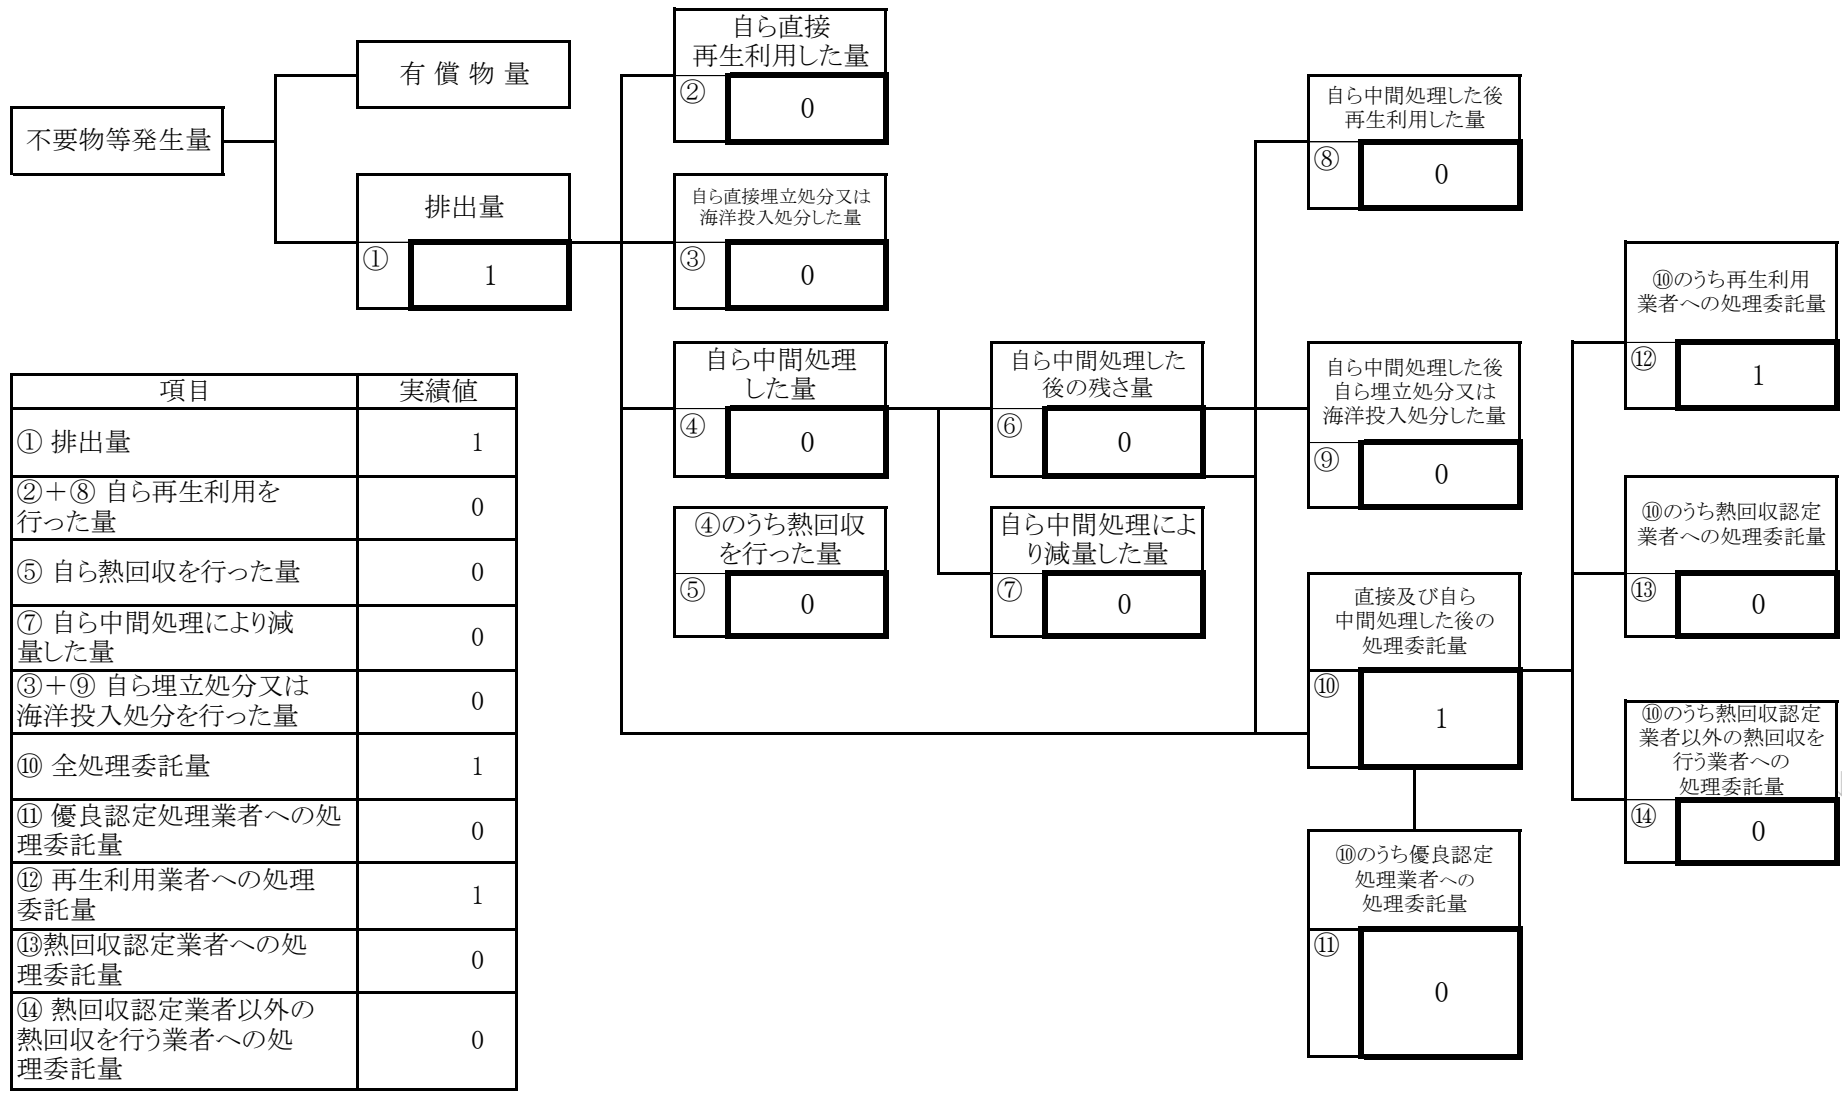 自ら直接
再生利用した量
②
0
有 償 物 量
不要物等発生量
排出量
①
1
自ら直接埋立処分又は
海洋投入処分した量
③
0
自ら中間処理
した量
④
0
④のうち熱回収
を行った量
⑤
0
自ら中間処理した
後の残さ量
⑥
0
自ら中間処理によ
り減量した量
⑦
0
自ら中間処理した後
再生利用した量
⑧
0
自ら中間処理した後
自ら埋立処分又は
海洋投入処分した量
⑨
0
直接及び自ら
中間処理した後の
処理委託量
⑩
1
⑩のうち優良認定
処理業者への
処理委託量
⑪
0
⑩のうち再生利用
業者への処理委託量
⑫
1
⑩のうち熱回収認定
業者への処理委託量
⑬
0
⑩のうち熱回収認定
業者以外の熱回収を
行う業者への
処理委託量
⑭
0
項目 実績値
① 排出量 1
②＋⑧ 自ら再生利用を
行った量 0
⑤ 自ら熱回収を行った量 0
⑦ 自ら中間処理により減
量した量 0
③＋⑨ 自ら埋立処分又は
海洋投入処分を行った量 0
⑩ 全処理委託量 1
⑪ 優良認定処理業者への処
理委託量 0
⑫ 再生利用業者への処理
委託量 1
⑬熱回収認定業者への処
理委託量 0
⑭ 熱回収認定業者以外の
熱回収を行う業者への処
理委託量 0